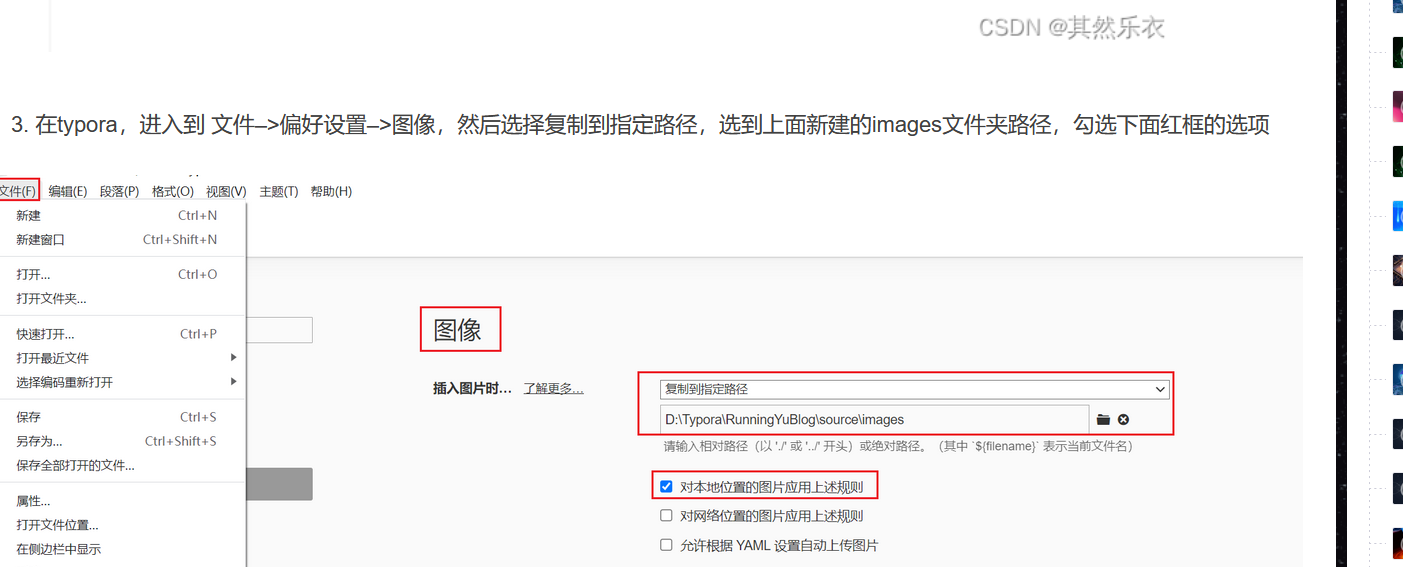 CSDN @其然乐衣
3. 在typora，进入到 文件–>偏好设置–>图像，然后选择复制到指定路径，选到上面新建的images文件夹路径，勾选下面红框的选项
文件(F) 编辑(E) 段落(P) 格式(O) 视图(V) 主题(T) 帮助(H)
新建 Ctrl+N
新建窗口 Ctrl+Shift+N
打开... Ctrl+O
打开文件夹...
快速打开... Ctrl+P
打开最近文件
选择编码重新打开
保存 Ctrl+S
另存为... Ctrl+Shift+S
保存全部打开的文件...
属性...
打开文件位置...
在侧边栏中显示
图像
插入图片时... 了解更多...
复制到指定路径
D:\Typora\RunningYuBlog\source\images
请输入相对路径（以 './' 或 '../' 开头）或绝对路径。（其中 `${filename}` 表示当前文件名）
对本地位置的图片应用上述规则
对网络位置的图片应用上述规则
允许根据 YAML 设置自动上传图片